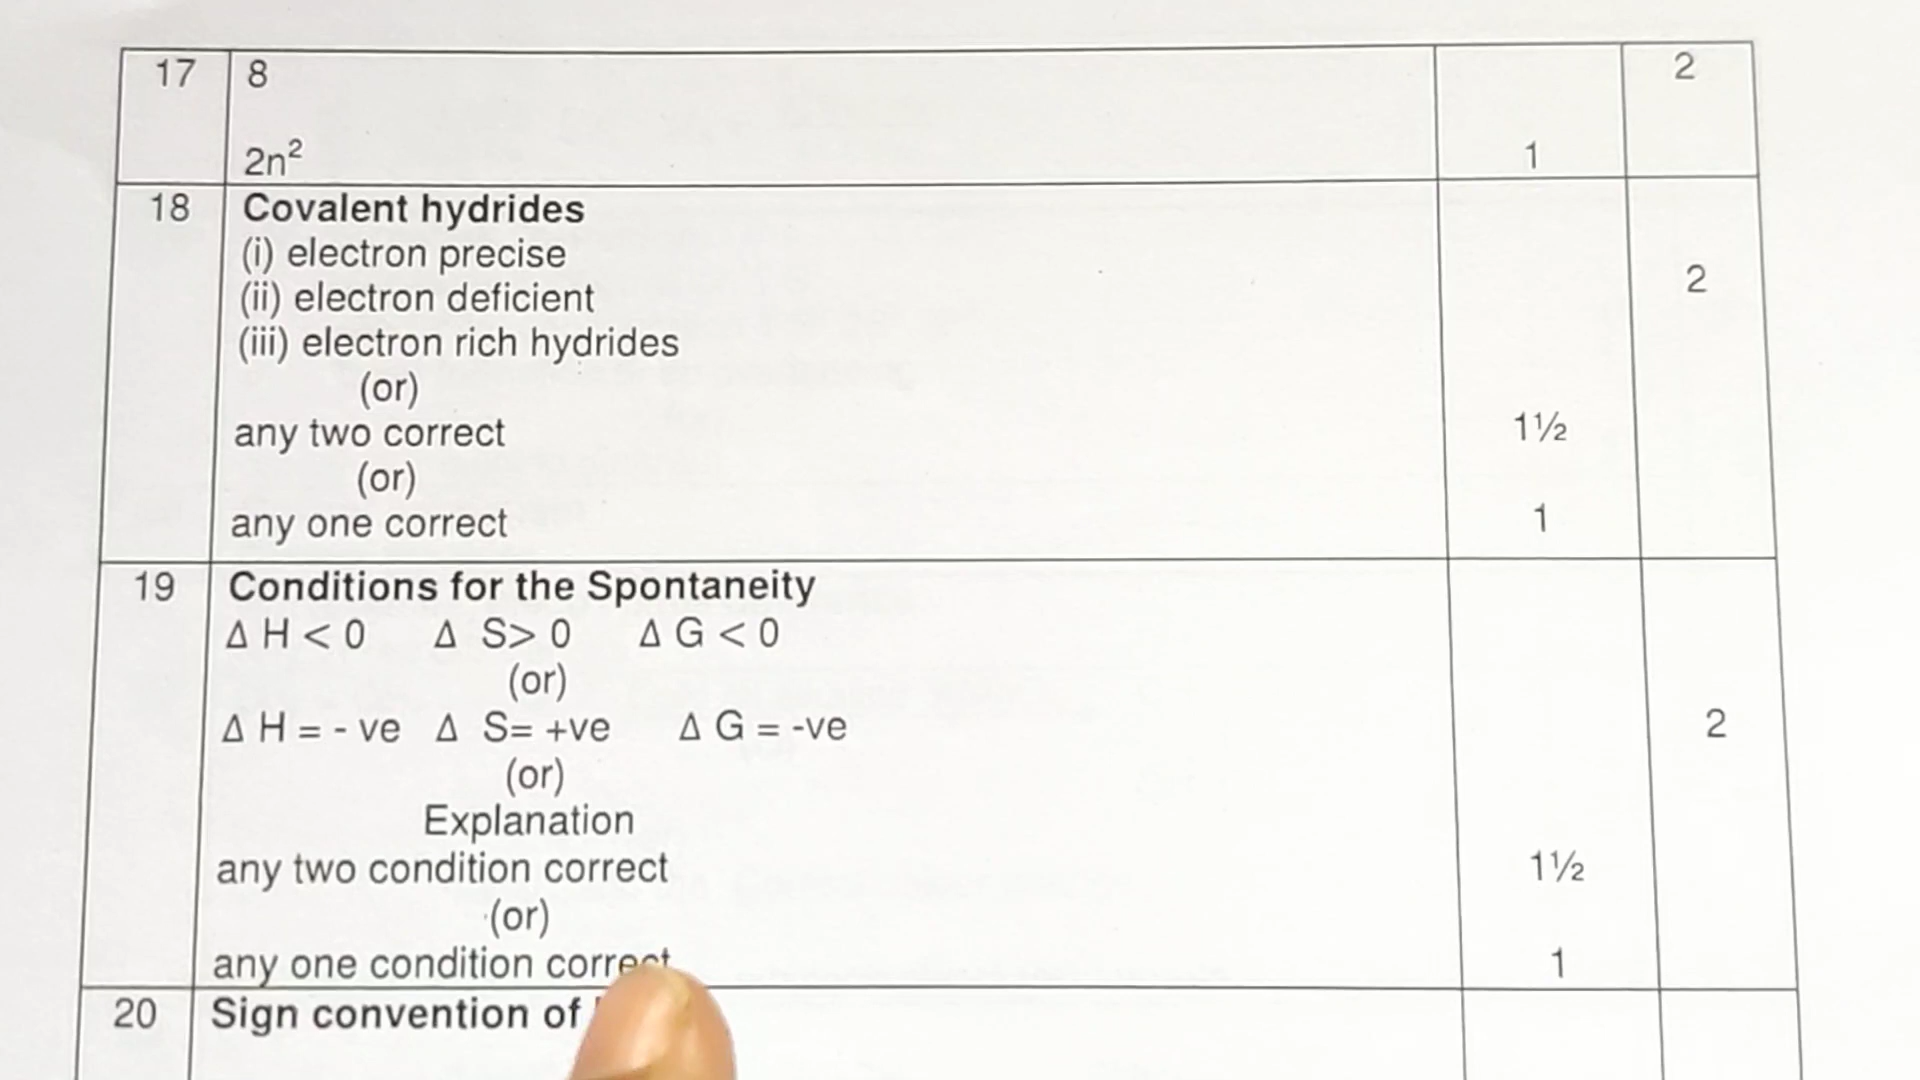 17 8 2
2n² 1
18 Covalent hydrides
(i) electron precise
(ii) electron deficient 2
(iii) electron rich hydrides
(or)
any two correct 1½
(or)
any one correct 1
19 Conditions for the Spontaneity
Δ H < 0 Δ S> 0 Δ G < 0
(or)
Δ H = - ve Δ S= +ve Δ G = -ve 2
(or)
Explanation
any two condition correct 1½
(or)
any one condition correct 1
20 Sign convention of